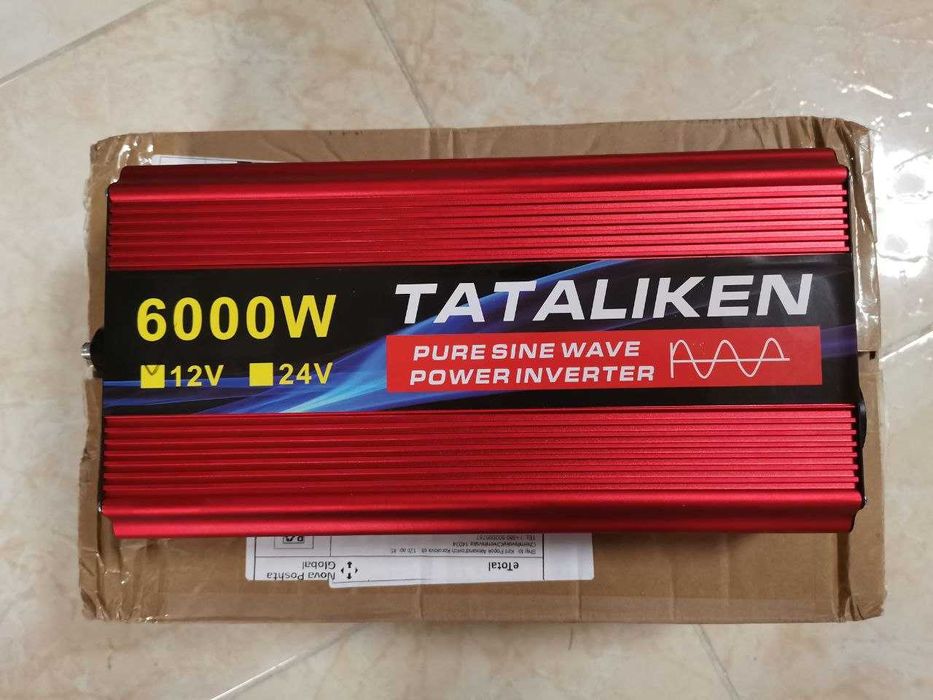 6000W
12V 24V
TATALIKEN
PURE SINE WAVE
POWER INVERTER
eTotal
Nova Poshta
Global